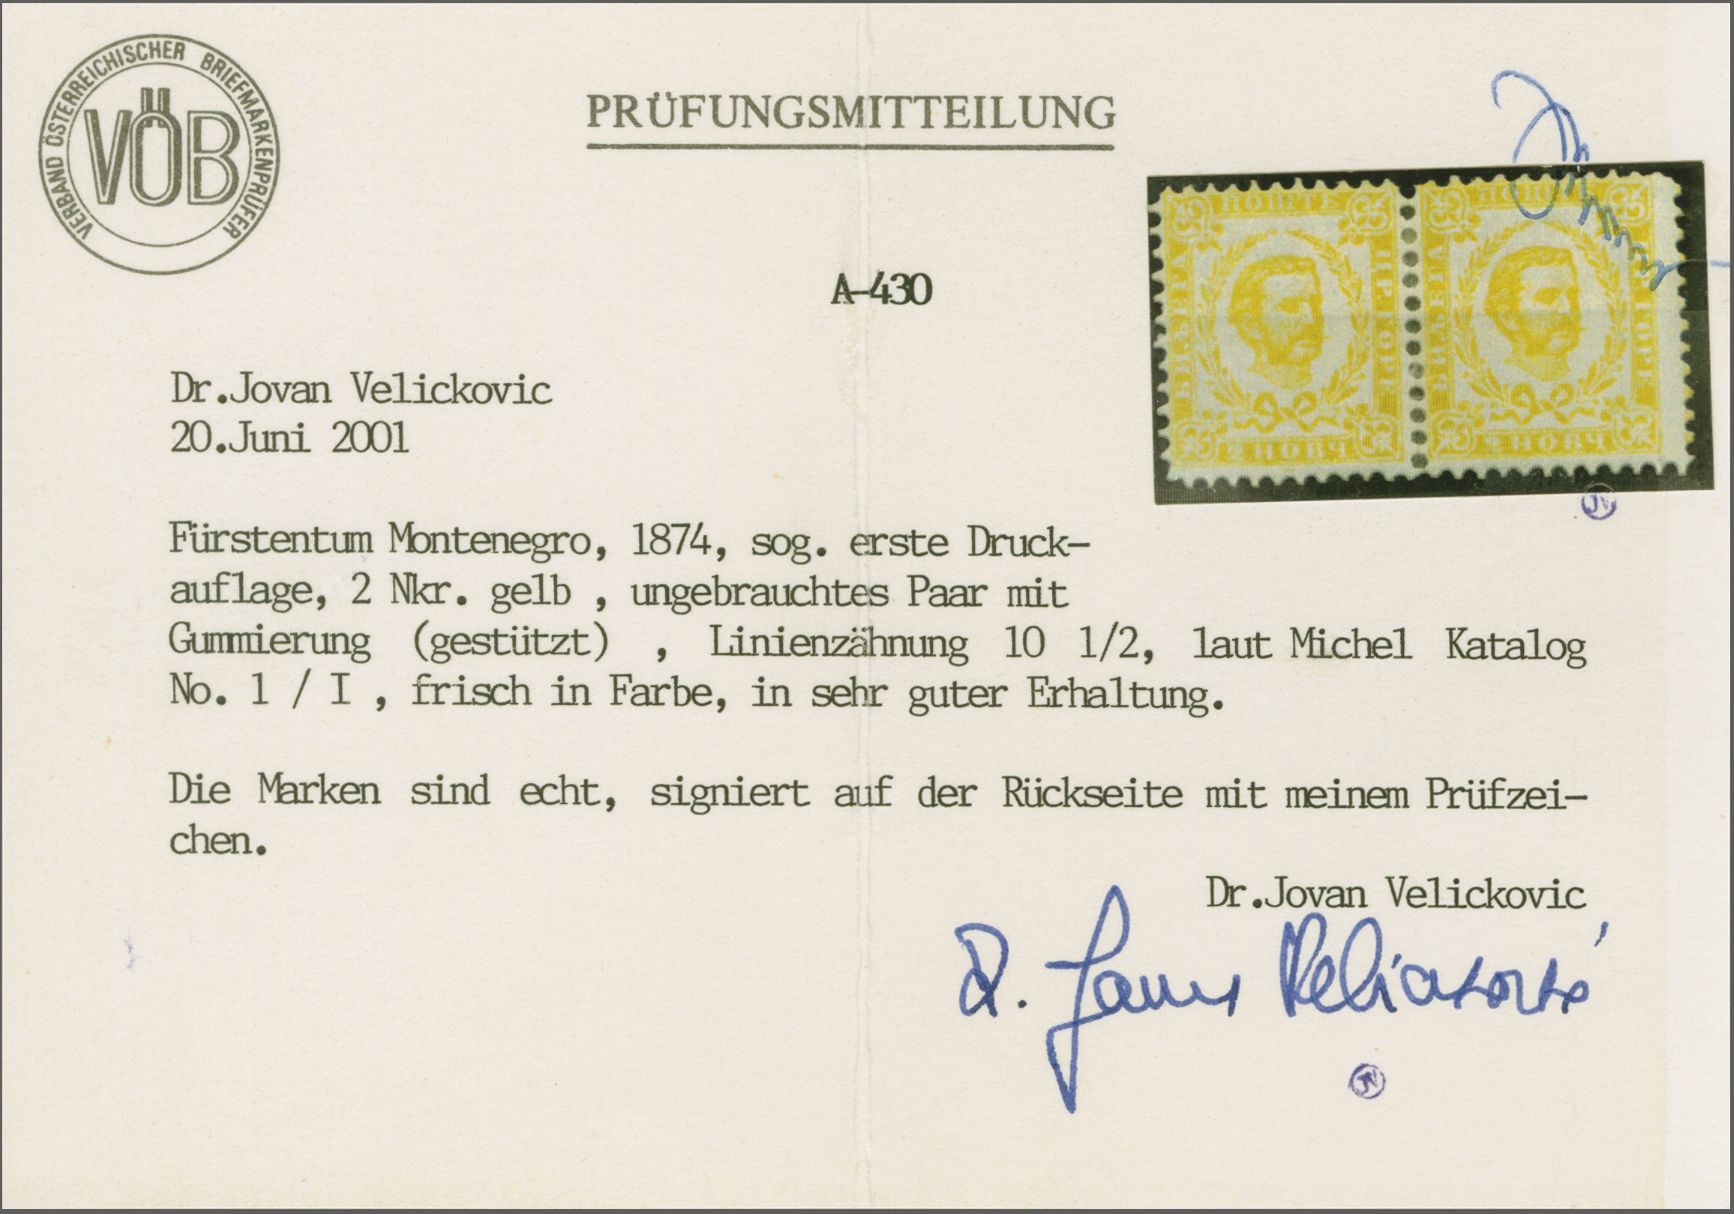 VERBAND ÖSTERREICHISCHER BRIEFMARKENPRÜFER
VÖB
PRÜFUNGSMITTEILUNG
A-430
Dr.Jovan Velickovic
20.Juni 2001
Fürstentum Montenegro, 1874, sog. erste Druck-
auflage, 2 Nkr. gelb , ungebrauchtes Paar mit
Gummierung (gestützt) , Linienzähnung 10 1/2, laut Michel Katalog
No. 1 / I , frisch in Farbe, in sehr guter Erhaltung.
Die Marken sind echt, signiert auf der Rückseite mit meinem Prüfzei-
chen.
Dr.Jovan Velickovic